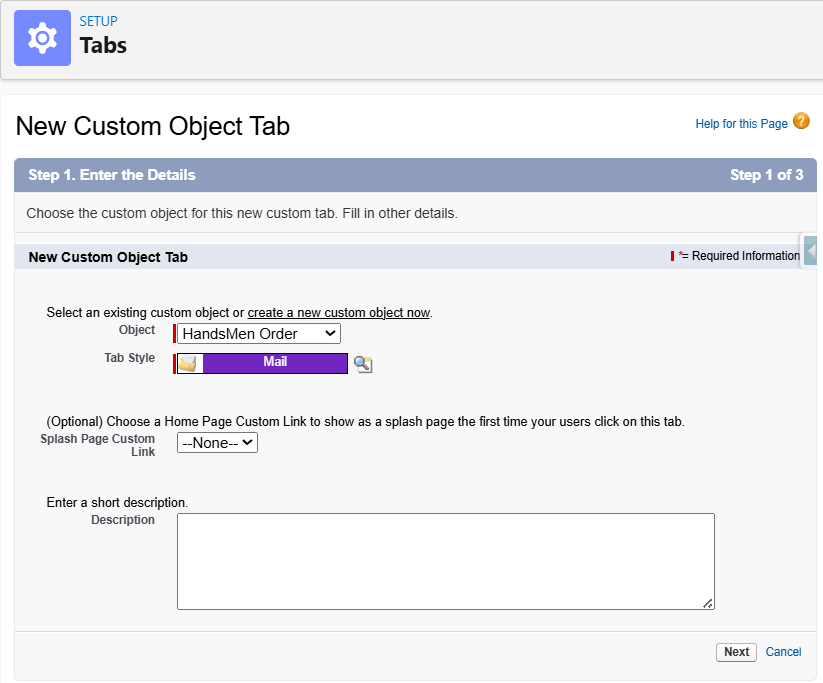 SETUP
Tabs
New Custom Object Tab
Help for this Page ?
Step 1. Enter the Details
Step 1 of 3
Choose the custom object for this new custom tab. Fill in other details.
New Custom Object Tab
*= Required Information
Select an existing custom object or create a new custom object now.
Object
HandsMen Order
Tab Style
Mail
(Optional) Choose a Home Page Custom Link to show as a splash page the first time your users click on this tab.
Splash Page Custom
Link
--None--
Enter a short description.
Description
Next
Cancel